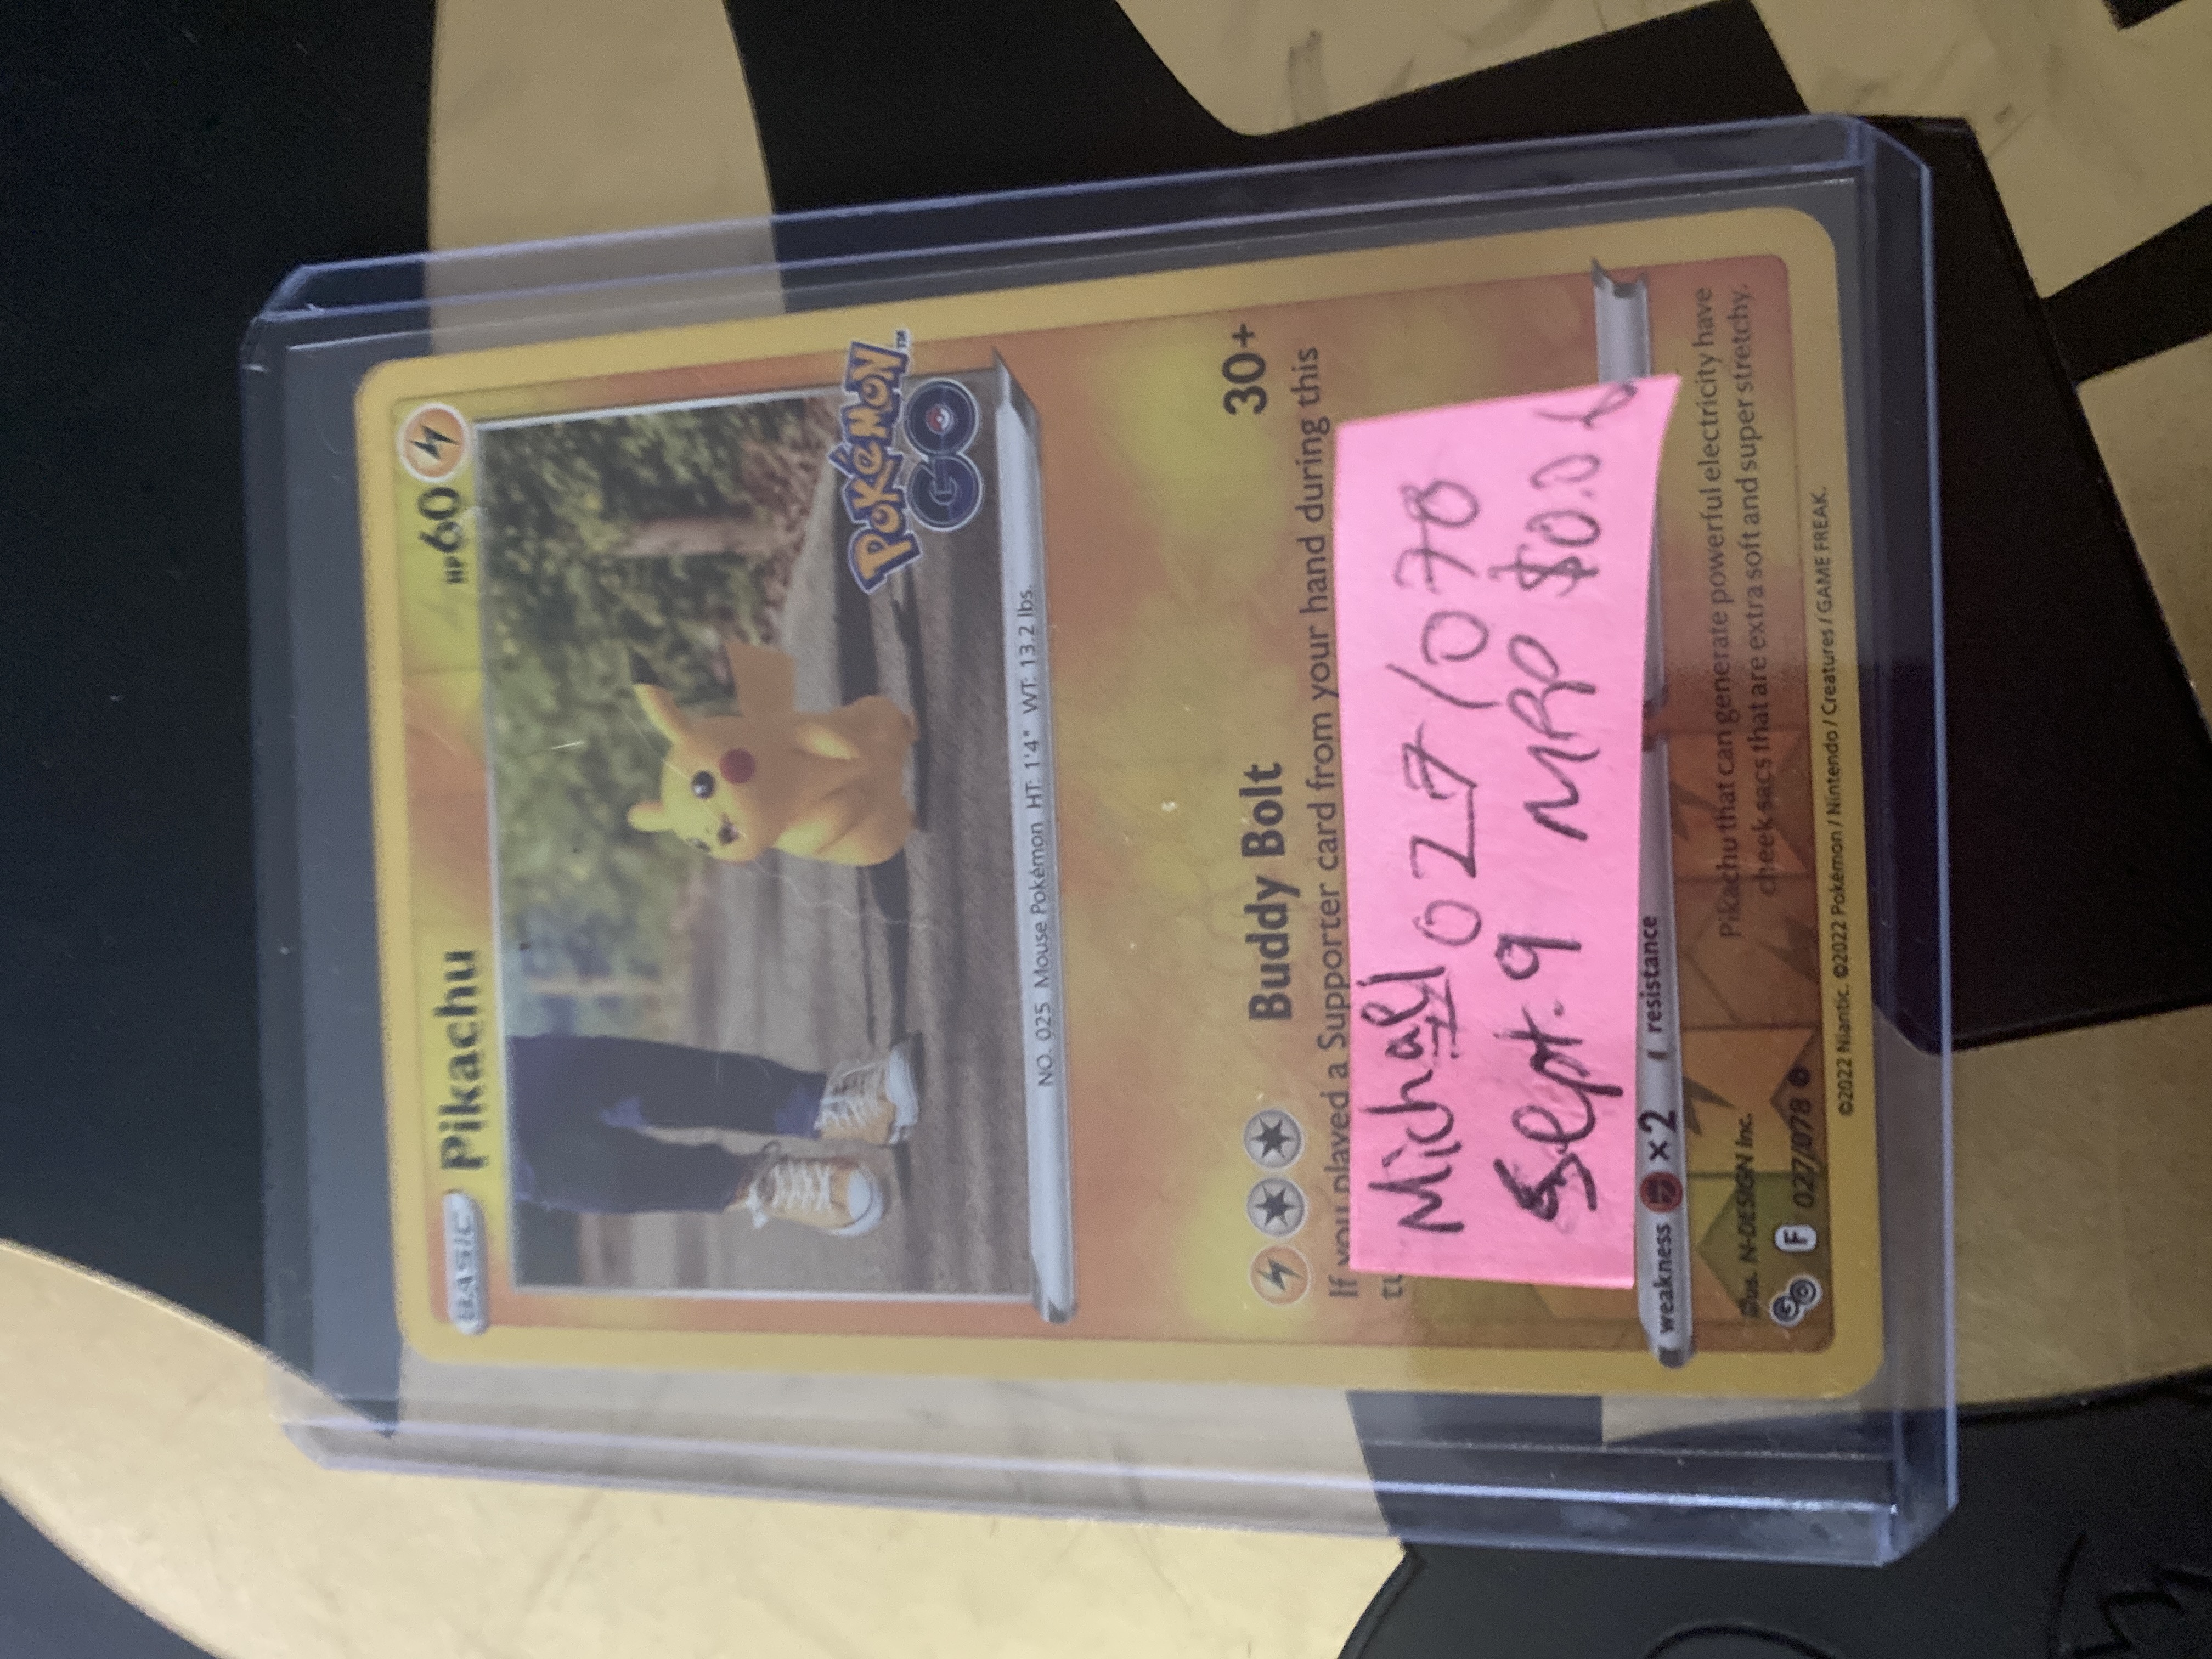 BASIC Pikachu HP60
POKéMON™
GO
NO. 025 Mouse Pokémon HT: 1'4" WT: 13.2 lbs.
Buddy Bolt 30+
If you played a Supporter card from your hand during this
Michael 027/078
Sept. 9 MRP $0.0
weakness ×2 resistance
Illus. N-DESIGN Inc.
Pikachu that can generate powerful electricity have
cheek sacs that are extra soft and super stretchy.
F 027/078
©2022 Niantic. ©2022 Pokémon / Nintendo / Creatures / GAME FREAK.